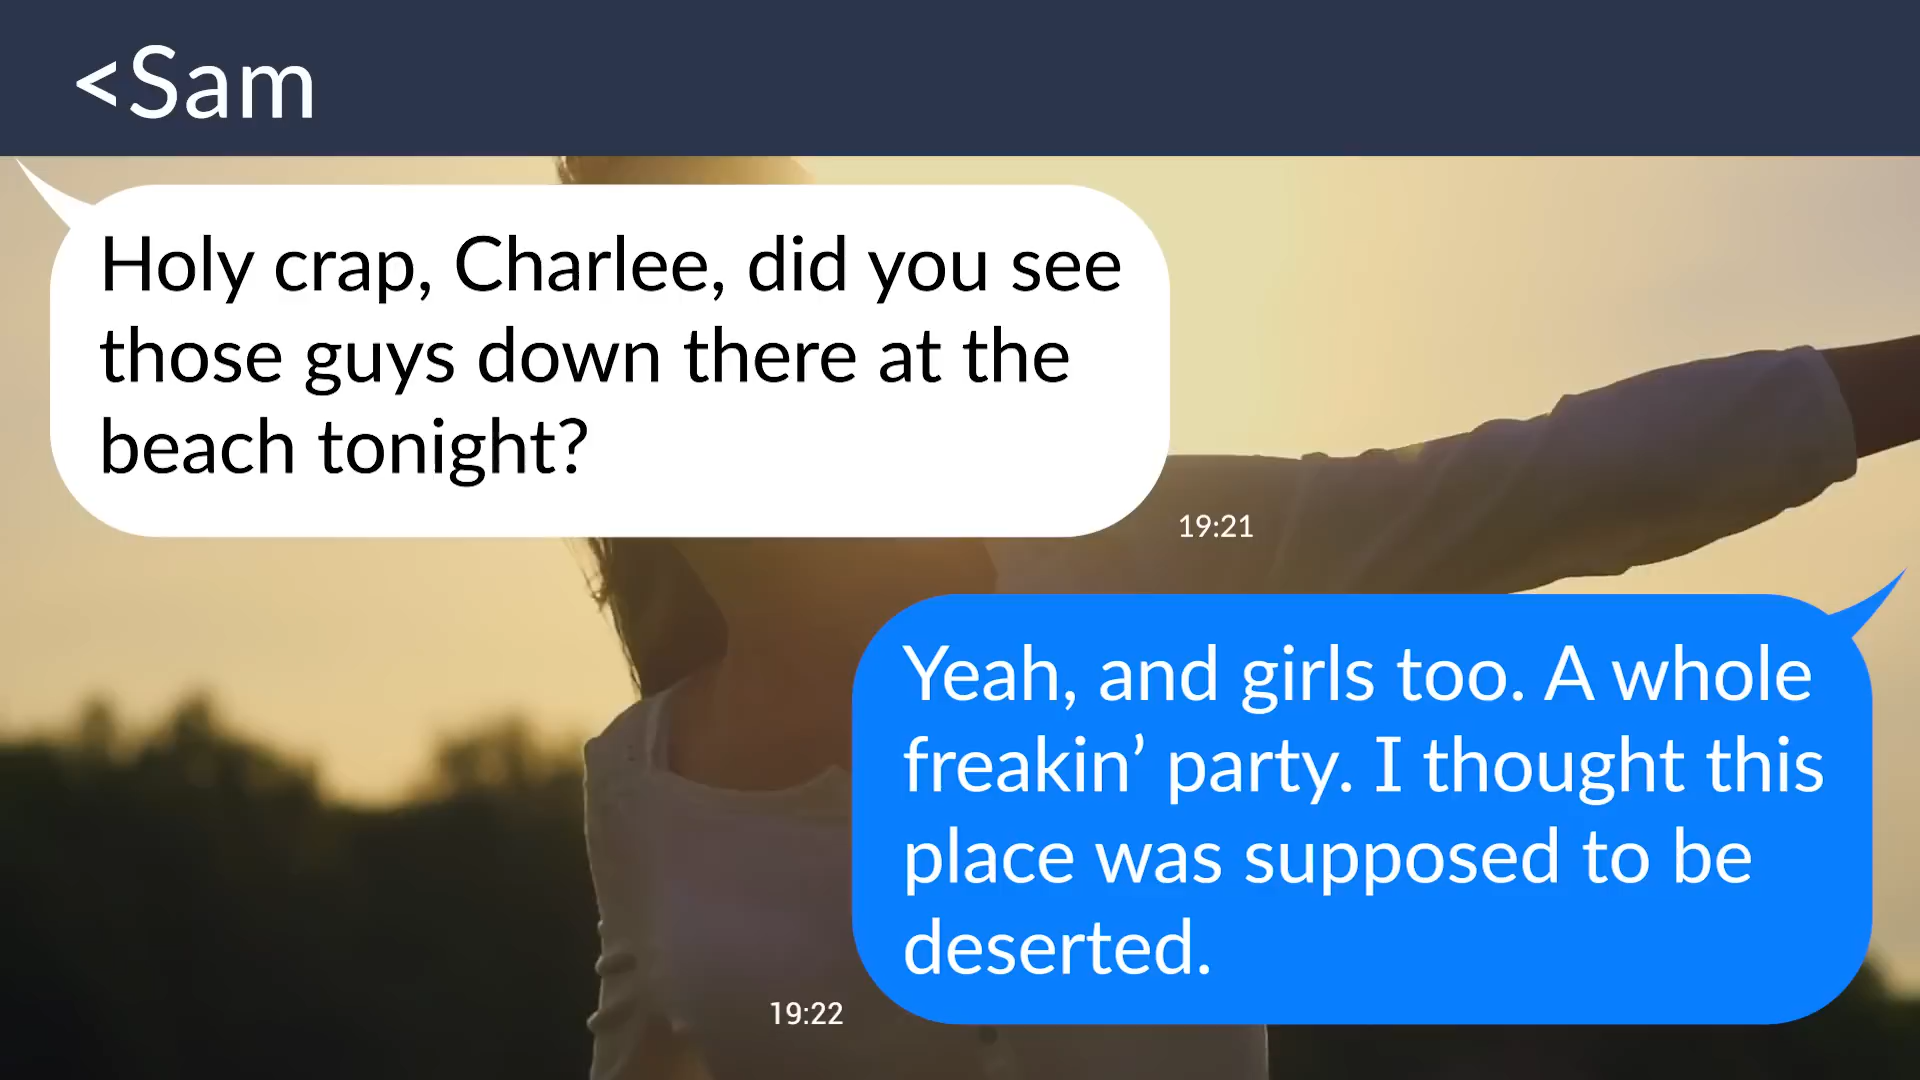 <Sam
Holy crap, Charlee, did you see
those guys down there at the
beach tonight?
19:21
Yeah, and girls too. A whole
freakin’ party. I thought this
place was supposed to be
deserted.
19:22